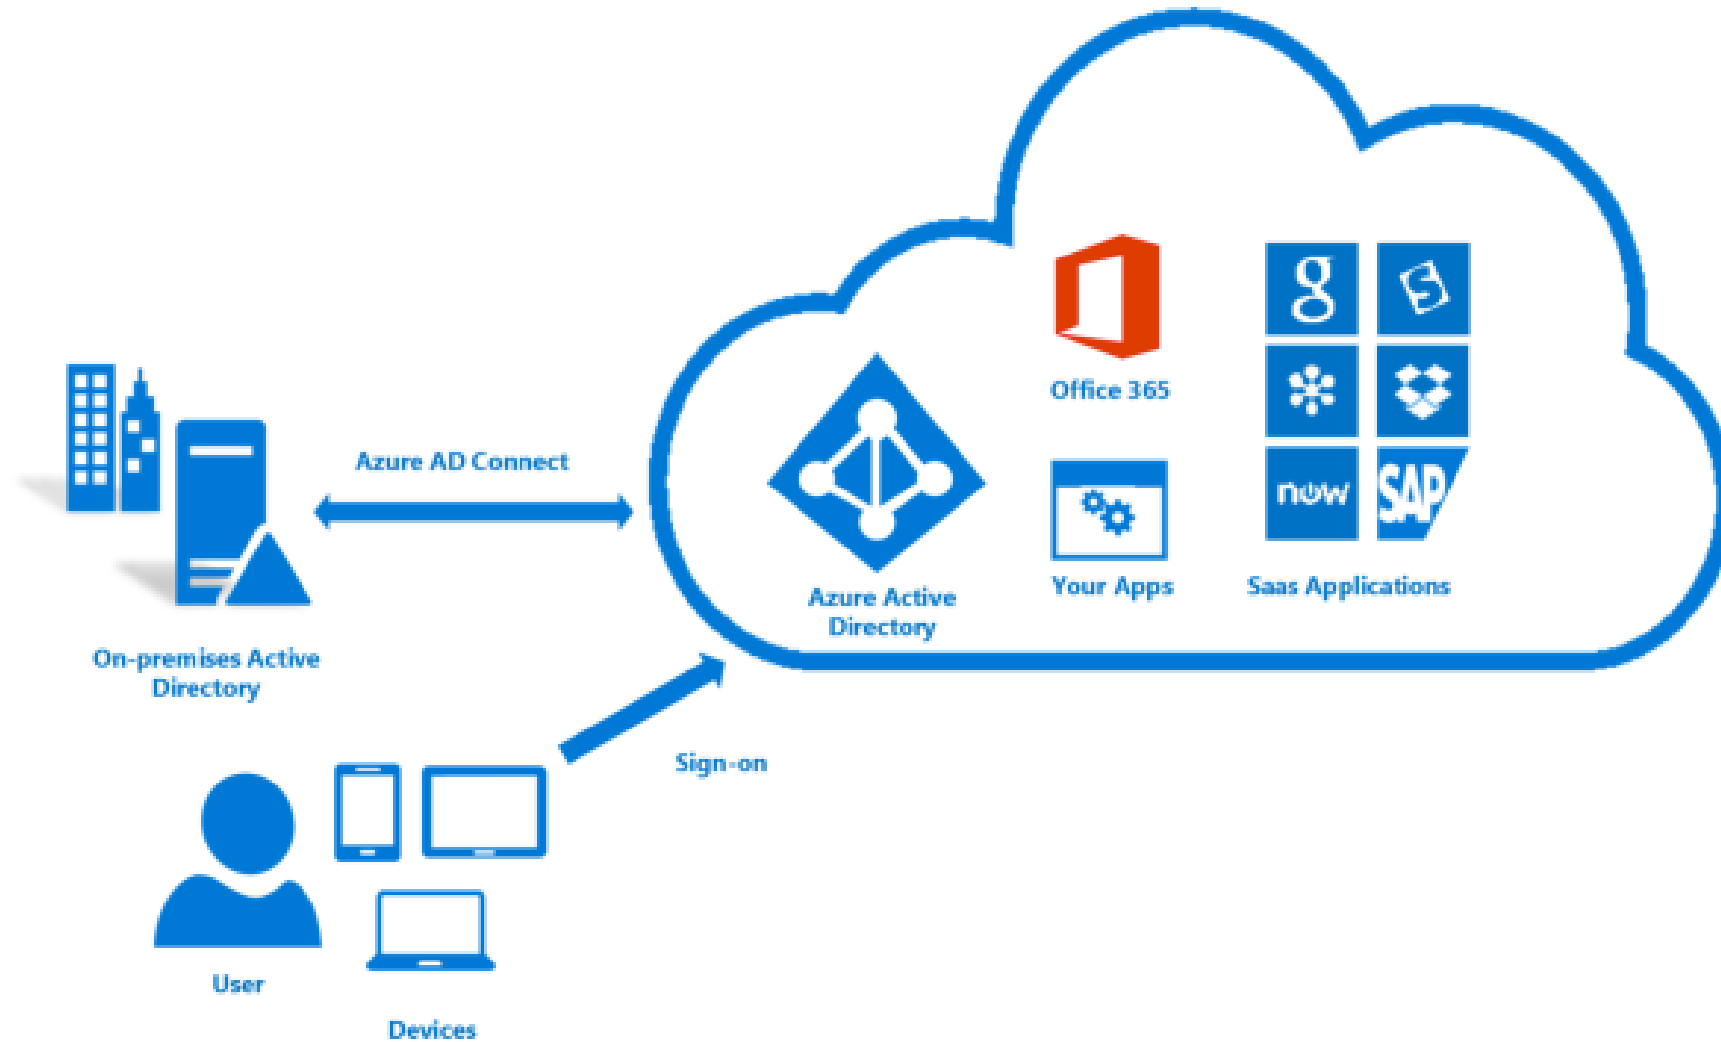 Office 365
g
S
now
SAP
Azure AD Connect
Your Apps
Saas Applications
Azure Active
Directory
On-premises Active
Directory
Sign-on
User
Devices